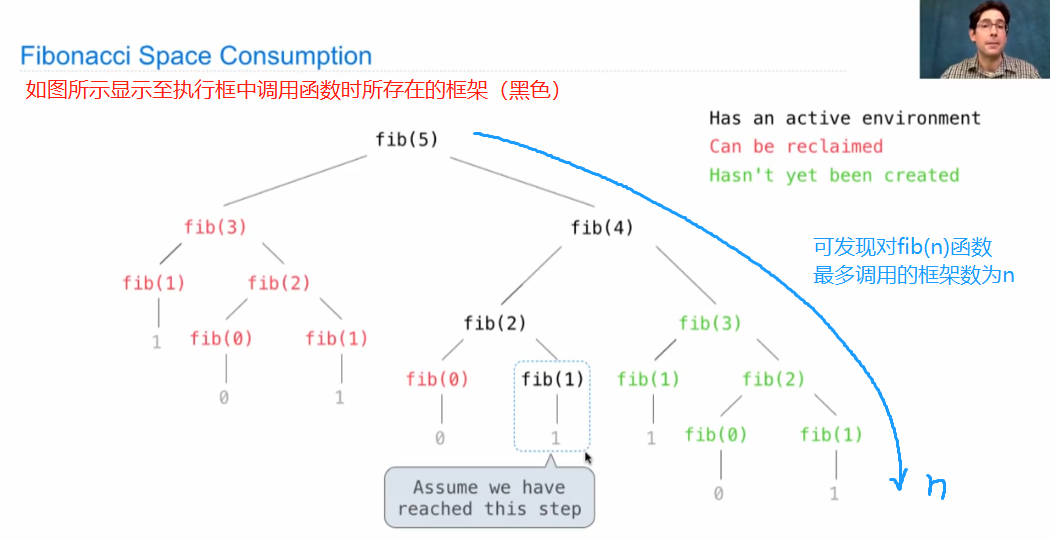 Fibonacci Space Consumption
如图所示显示至执行框中调用函数时所存在的框架（黑色）
Has an active environment
Can be reclaimed
Hasn't yet been created
fib(5)
fib(3)
fib(4)
可发现对fib(n)函数
最多调用的框架数为n
fib(1)
fib(2)
fib(2)
fib(3)
1
fib(0)
fib(1)
fib(0)
fib(1)
fib(1)
fib(2)
0
1
0
1
1
fib(0)
fib(1)
0
1
n
Assume we have
reached this step